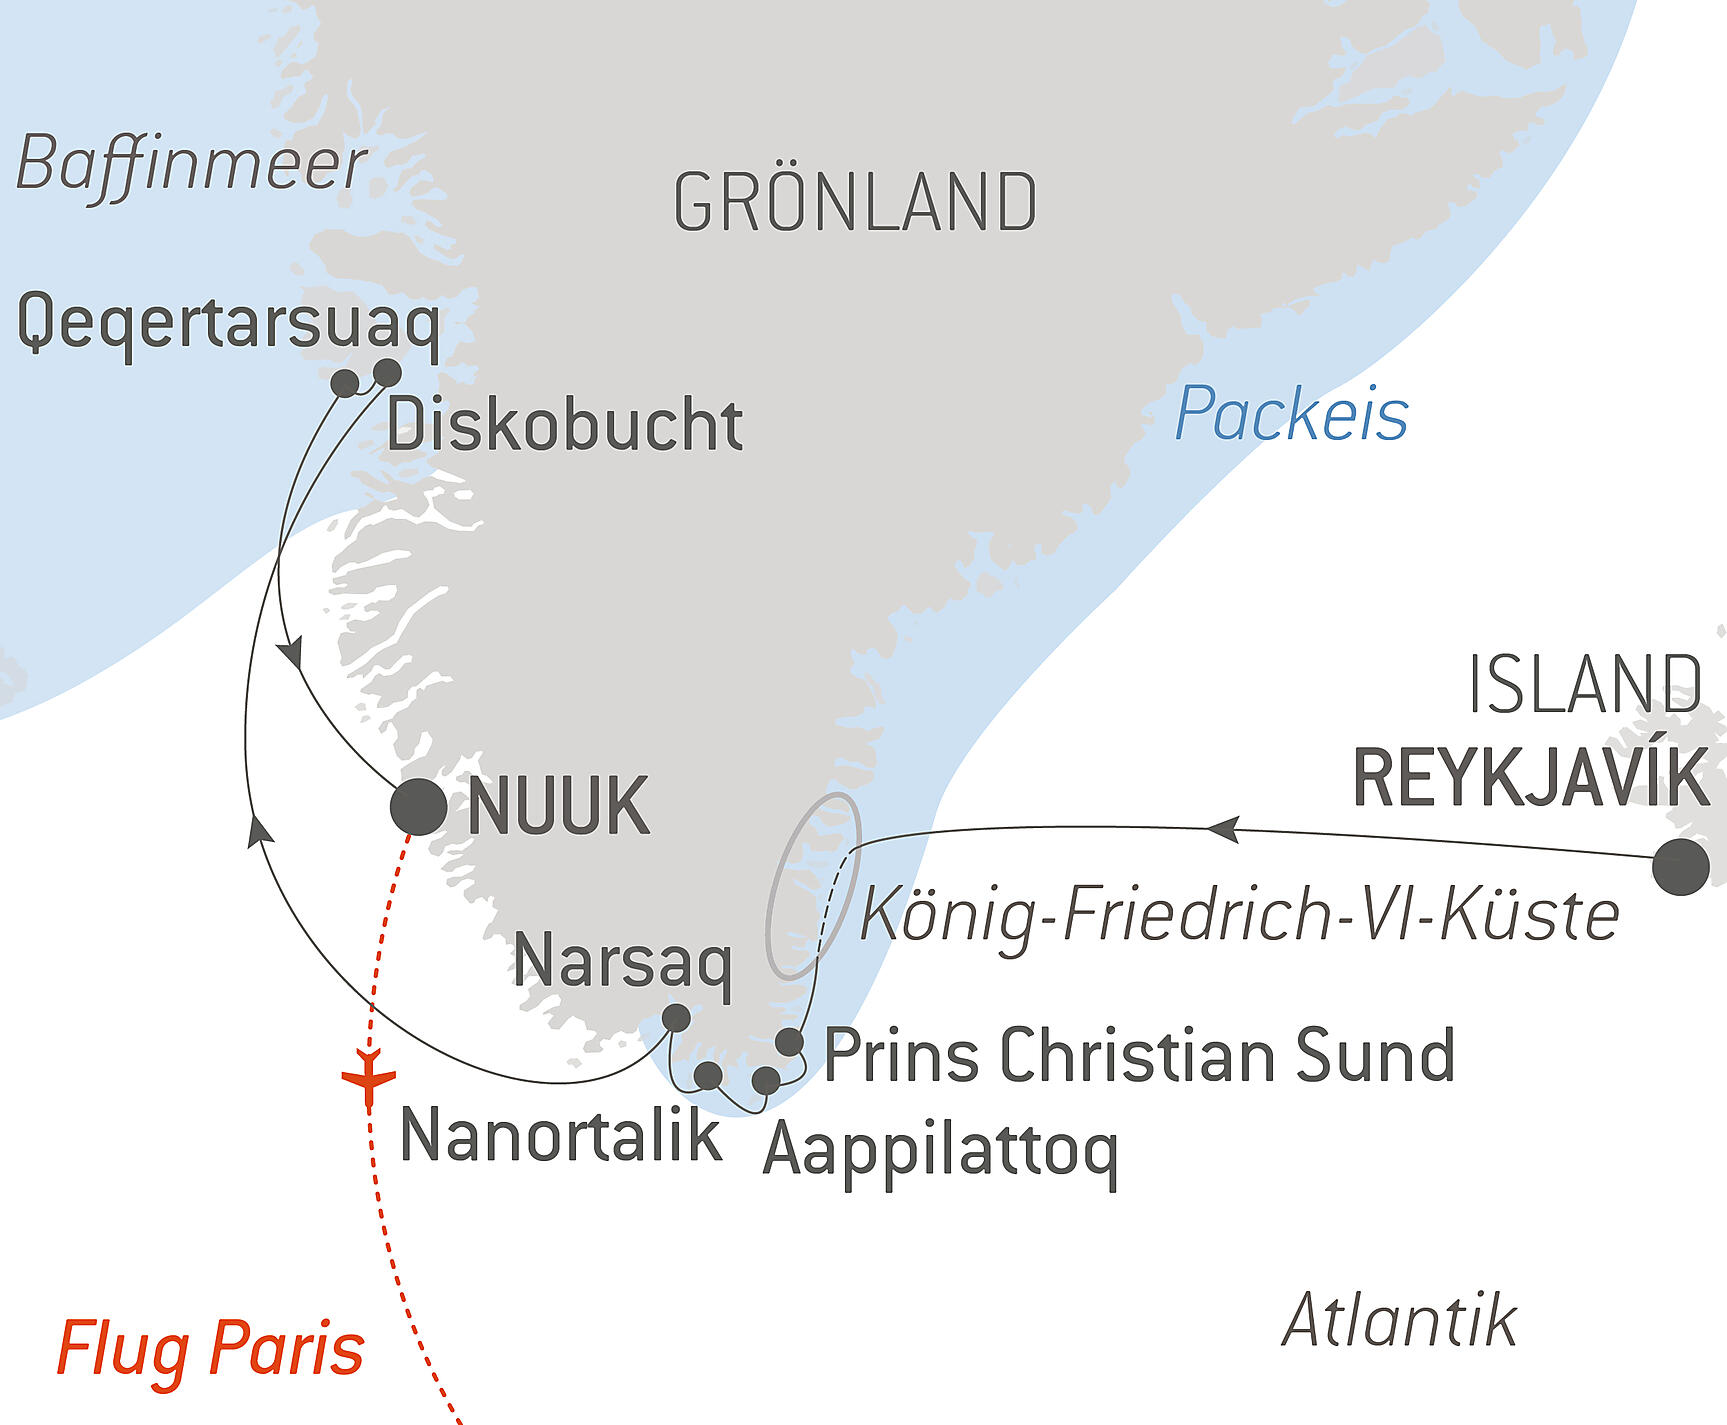 Baffinmeer
GRÖNLAND
Qeqertarsuaq
Diskobucht
Packeis
ISLAND
REYKJAVÍK
NUUK
König-Friedrich-VI-Küste
Narsaq
Prins Christian Sund
Nanortalik
Aappilattoq
Atlantik
Flug Paris